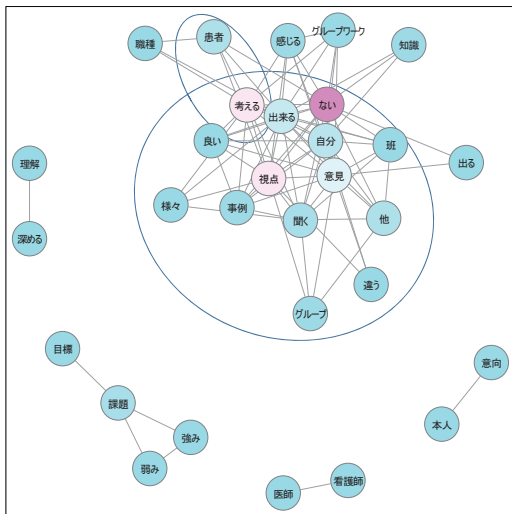 グループワーク
患者
感じる
職種
知識
考える
ない
出来る
良い
自分
班
理解
出る
視点
意見
様々
事例
聞く
他
深める
違う
グループ
目標
意向
課題
本人
強み
弱み
看護師
医師